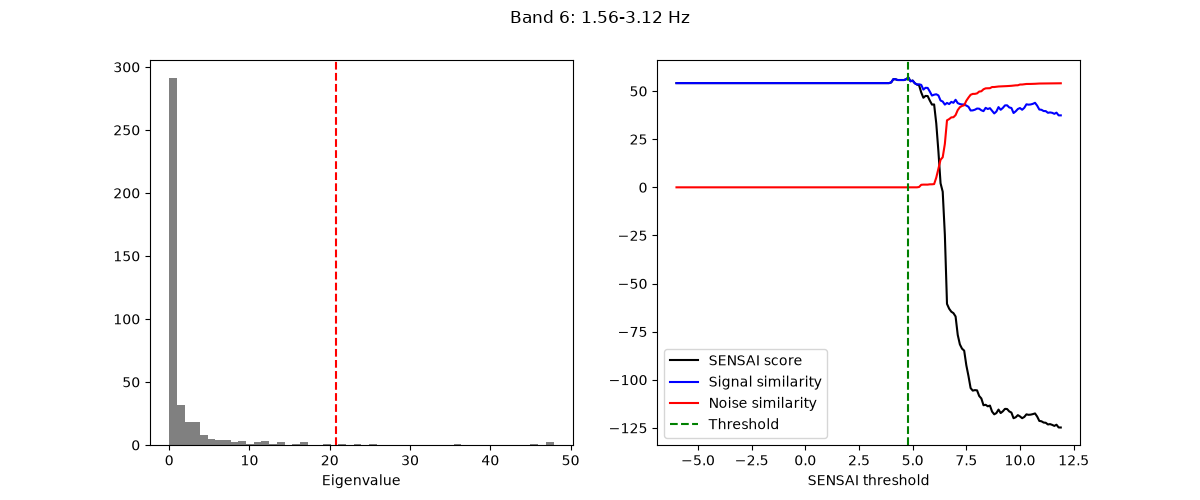 Band 6: 1.56-3.12 Hz
300
250
200
150
100
50
0
0 10 20 30 40 50
Eigenvalue
50
25
0
−25
−50
−75
−100
−125
SENSAI score
Signal similarity
Noise similarity
Threshold
−5.0 −2.5 0.0 2.5 5.0 7.5 10.0 12.5
SENSAI threshold